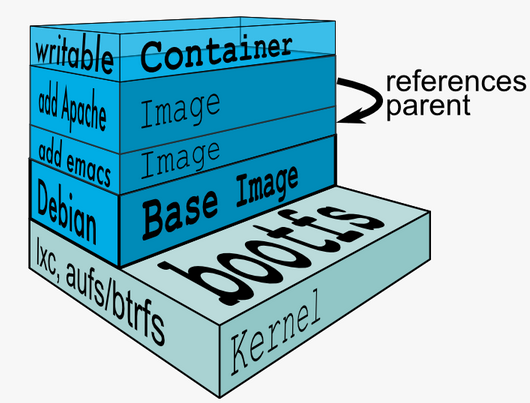 writable Container
add Apache Image
references
parent
add emacs Image
Debian Base Image
bootfs
lxc, aufs/btrfs
Kernel